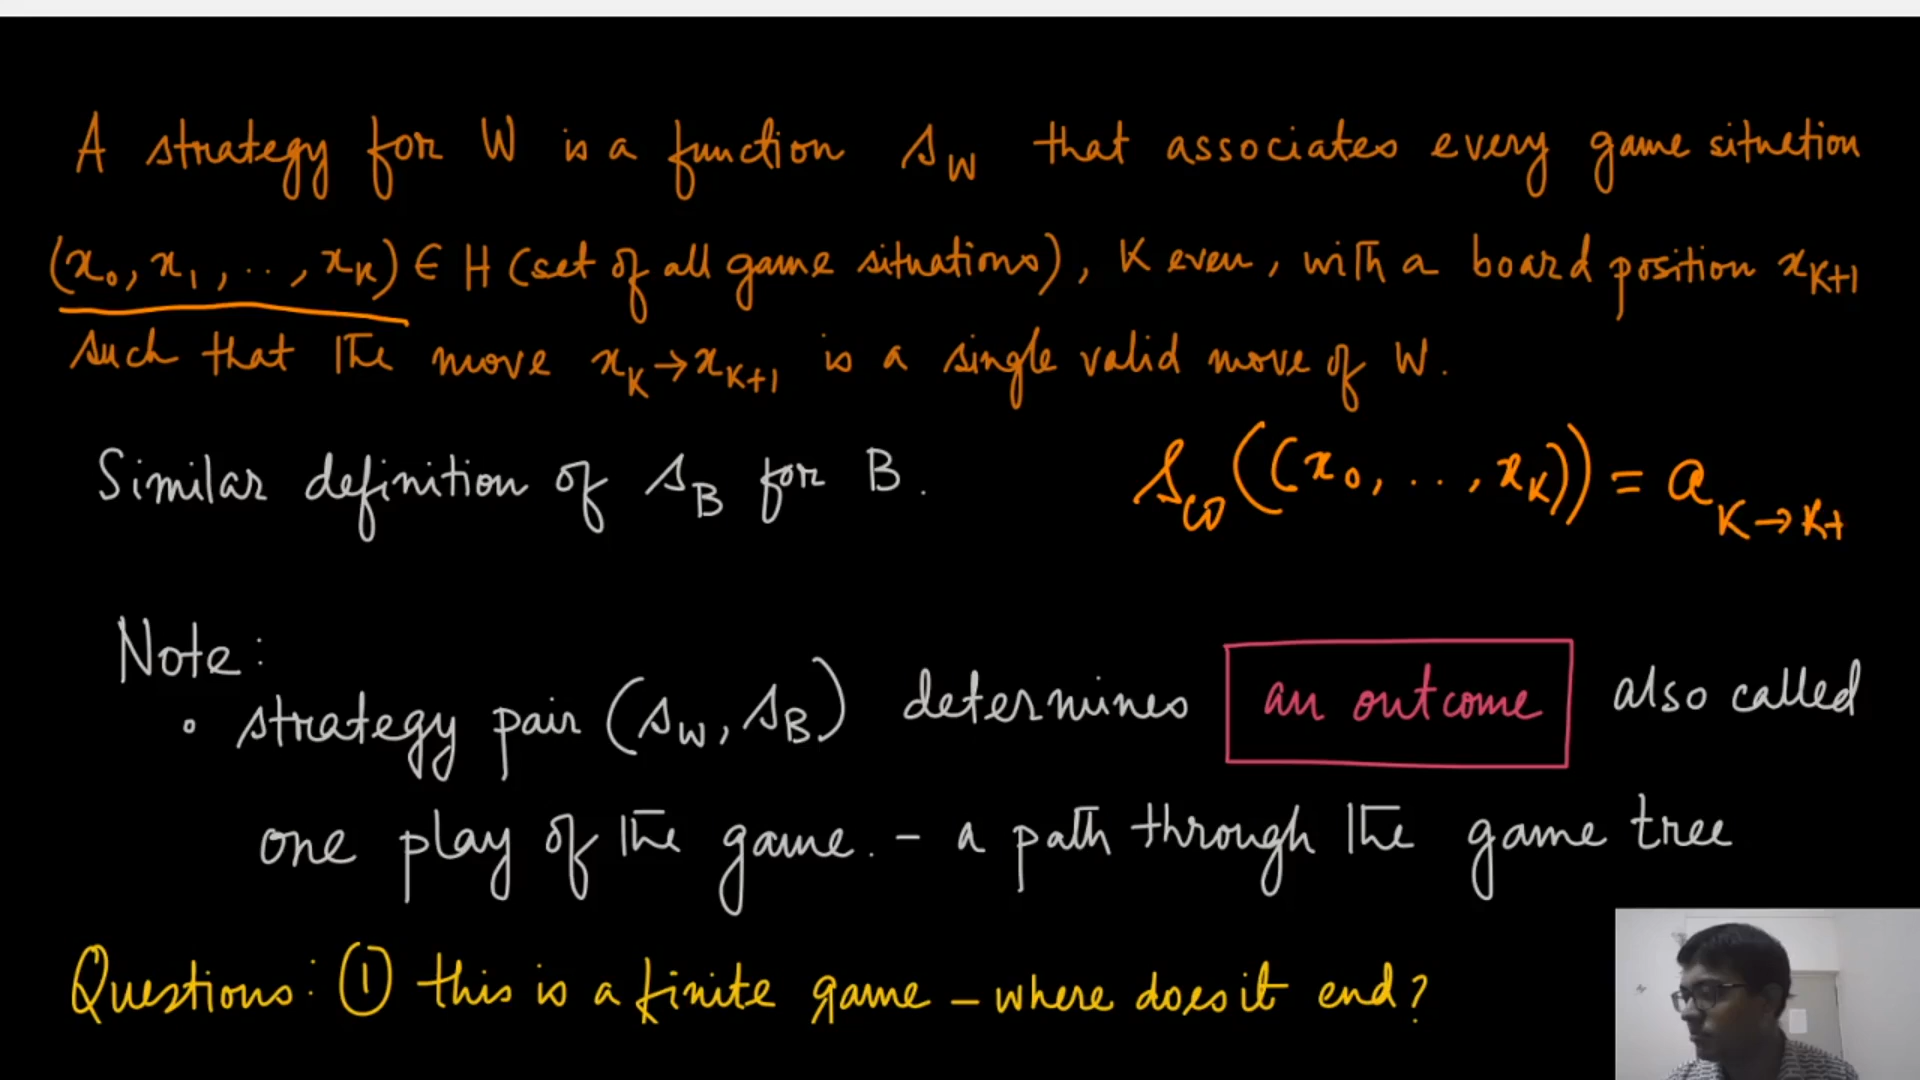 A strategy for W is a function s_W that associates every game situation
(x_0, x_1, .., x_K) ∈ H (set of all game situations), K even, with a board position x_{K+1}
such that the move x_K → x_{K+1} is a single valid move of W.
Similar definition of s_B for B.
s_ω((x_0, .., x_K)) = a_{K→K+}
Note:
• strategy pair (s_W, s_B) determines an outcome also called
one play of the game. - a path through the game tree
Questions: ① this is a finite game - where does it end?